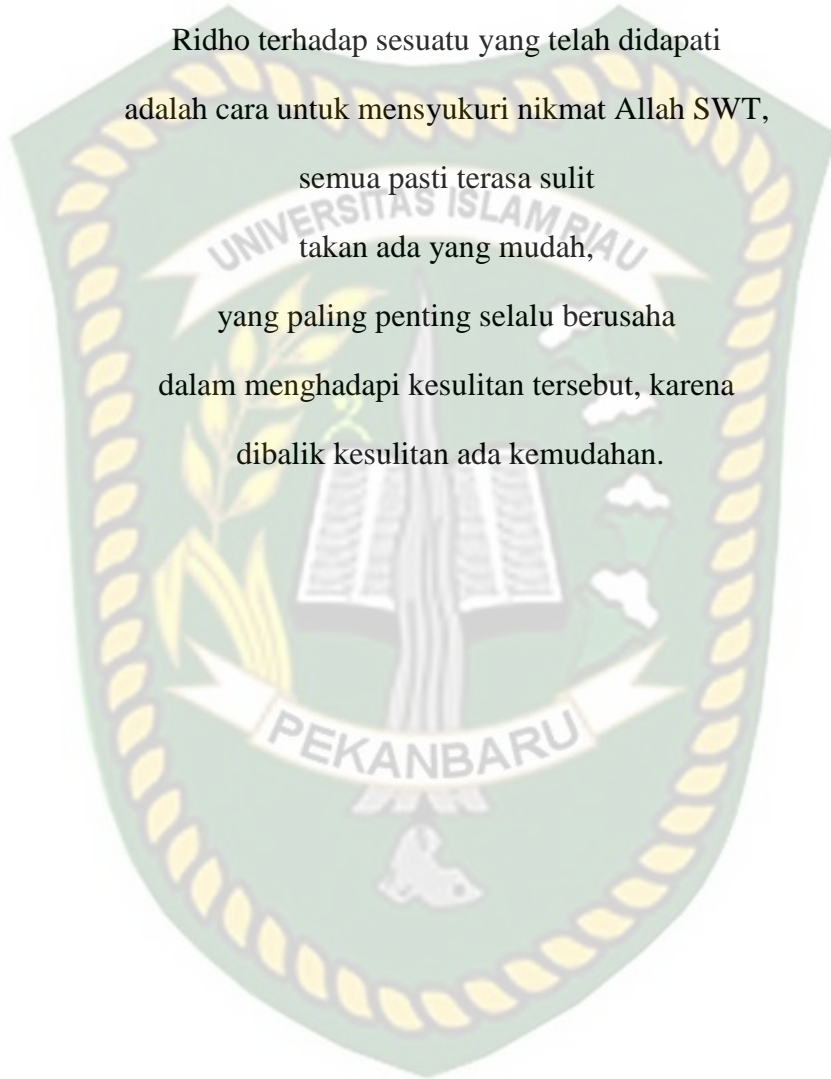 Ridho terhadap sesuatu yang telah didapati
adalah cara untuk mensyukuri nikmat Allah SWT,
semua pasti terasa sulit
UNIVERSITAS ISLAM RIAU
takan ada yang mudah,
yang paling penting selalu berusaha
dalam menghadapi kesulitan tersebut, karena
dibalik kesulitan ada kemudahan.
PEKANBARU